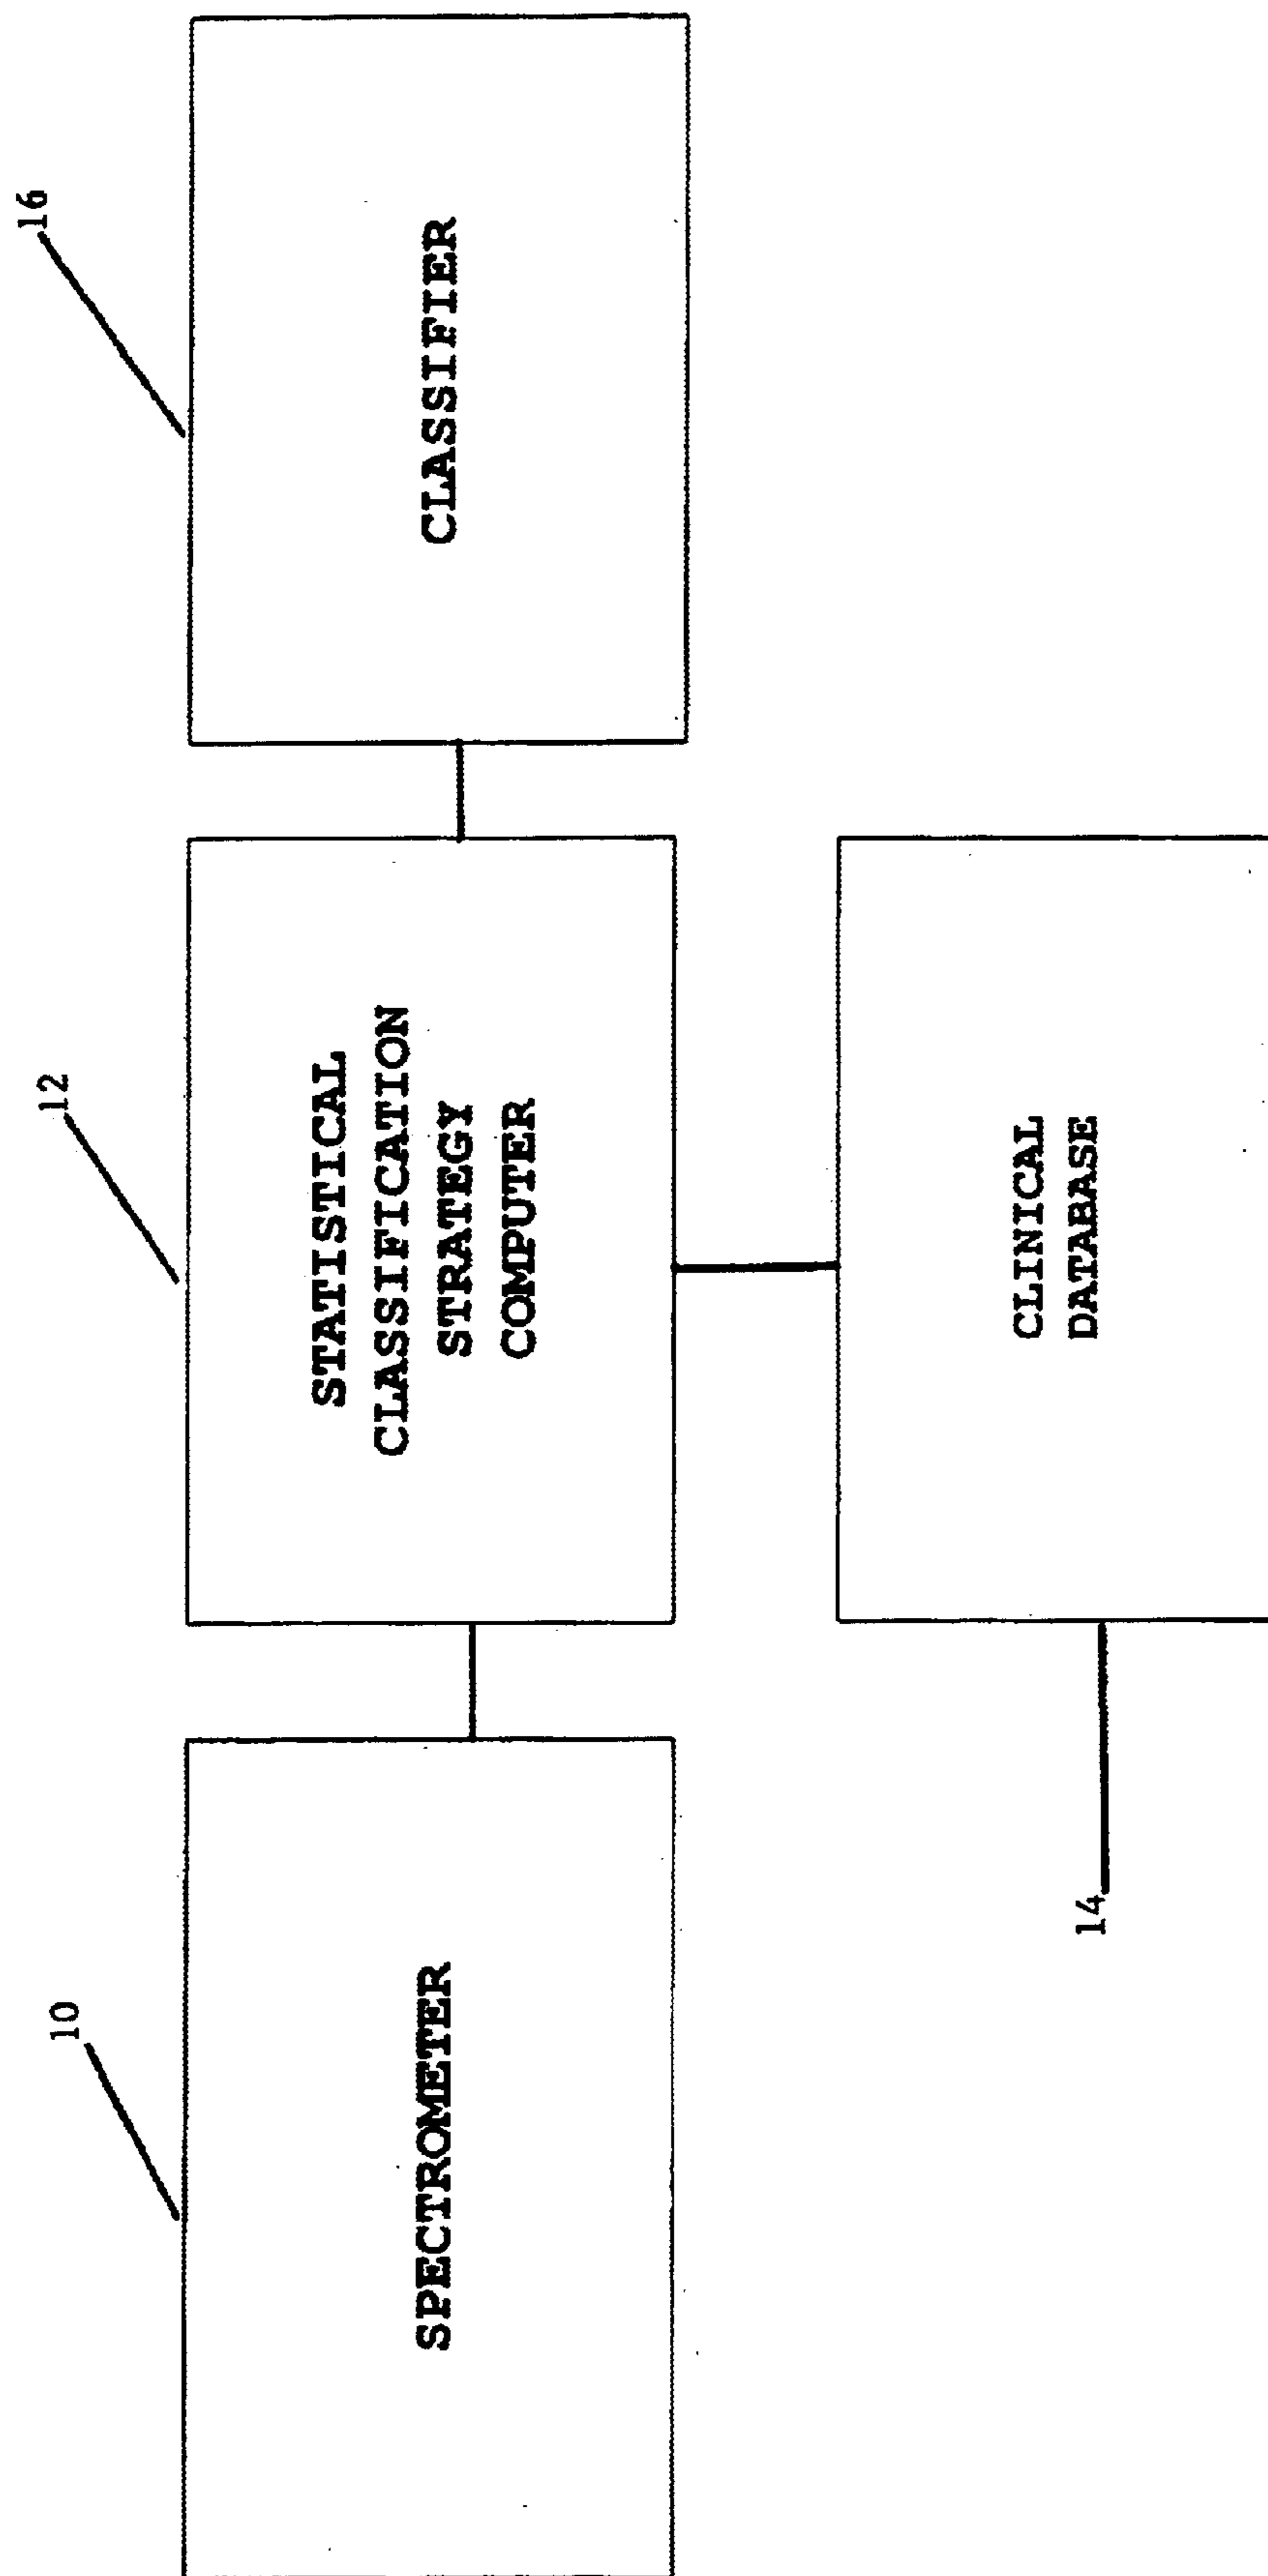 10
12
16
SPECTROMETER
STATISTICAL
CLASSIFICATION
STRATEGY
COMPUTER
CLASSIFIER
14
CLINICAL
DATABASE